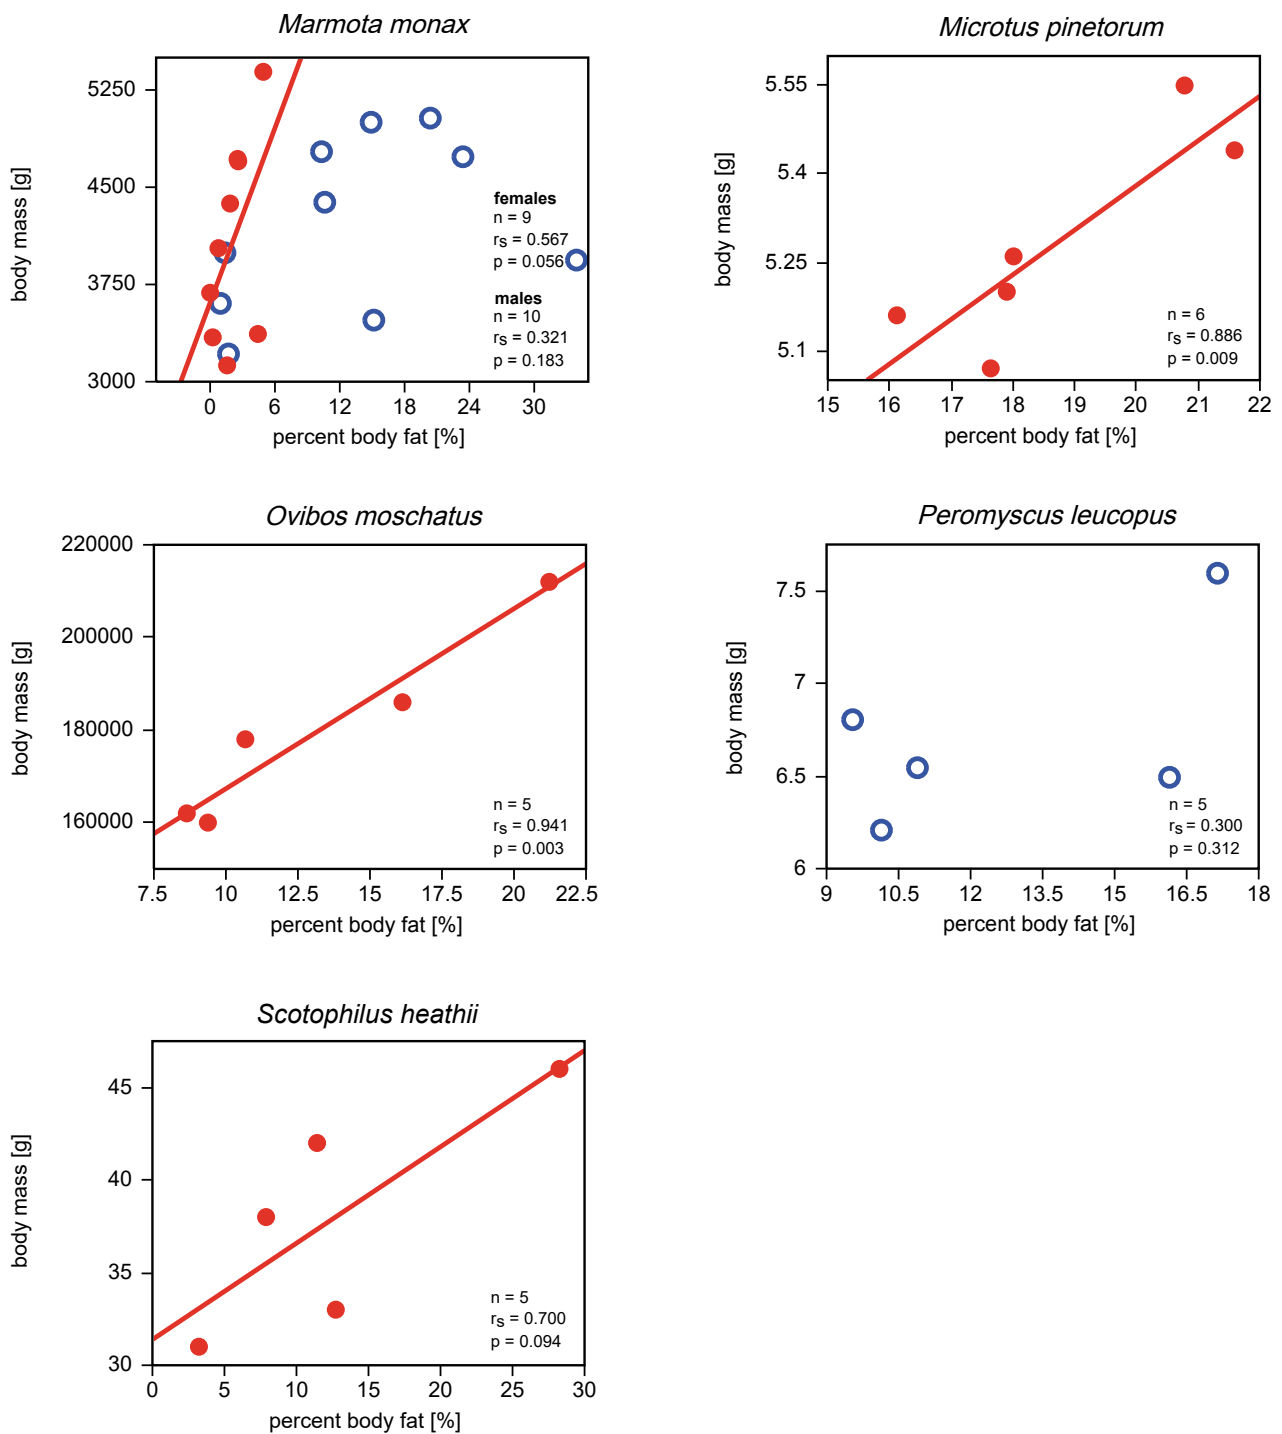 Marmota monax
body mass [g]
5250
4500
3750
3000
females
n = 9
rs = 0.567
p = 0.056
males
n = 10
rs = 0.321
p = 0.183
0 6 12 18 24 30
percent body fat [%]
Microtus pinetorum
body mass [g]
5.55
5.4
5.25
5.1
n = 6
rs = 0.886
p = 0.009
15 16 17 18 19 20 21 22
percent body fat [%]
Ovibos moschatus
body mass [g]
220000
200000
180000
160000
n = 5
rs = 0.941
p = 0.003
7.5 10 12.5 15 17.5 20 22.5
percent body fat [%]
Peromyscus leucopus
body mass [g]
7.5
7
6.5
6
n = 5
rs = 0.300
p = 0.312
9 10.5 12 13.5 15 16.5 18
percent body fat [%]
Scotophilus heathii
body mass [g]
45
40
35
30
n = 5
rs = 0.700
p = 0.094
0 5 10 15 20 25 30
percent body fat [%]